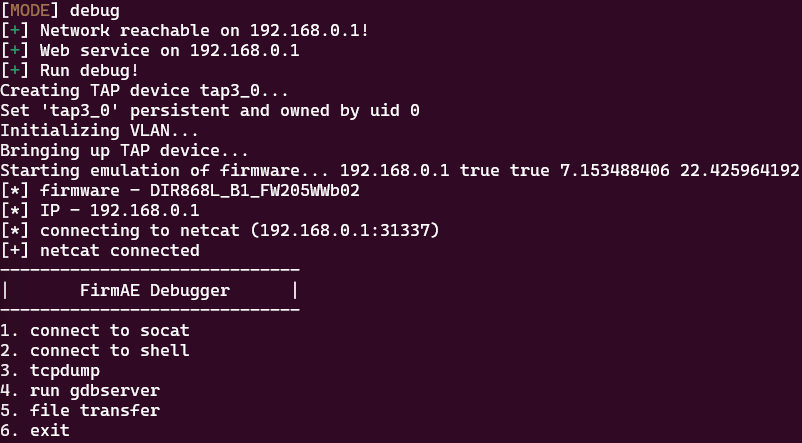 [MODE] debug
[+] Network reachable on 192.168.0.1!
[+] Web service on 192.168.0.1
[+] Run debug!
Creating TAP device tap3_0...
Set 'tap3_0' persistent and owned by uid 0
Initializing VLAN...
Bringing up TAP device...
Starting emulation of firmware... 192.168.0.1 true true 7.153488406 22.425964192
[*] firmware - DIR868L_B1_FW205WWb02
[*] IP - 192.168.0.1
[*] connecting to netcat (192.168.0.1:31337)
[+] netcat connected
------------------------------
|       FirmAE Debugger      |
------------------------------
1. connect to socat
2. connect to shell
3. tcpdump
4. run gdbserver
5. file transfer
6. exit